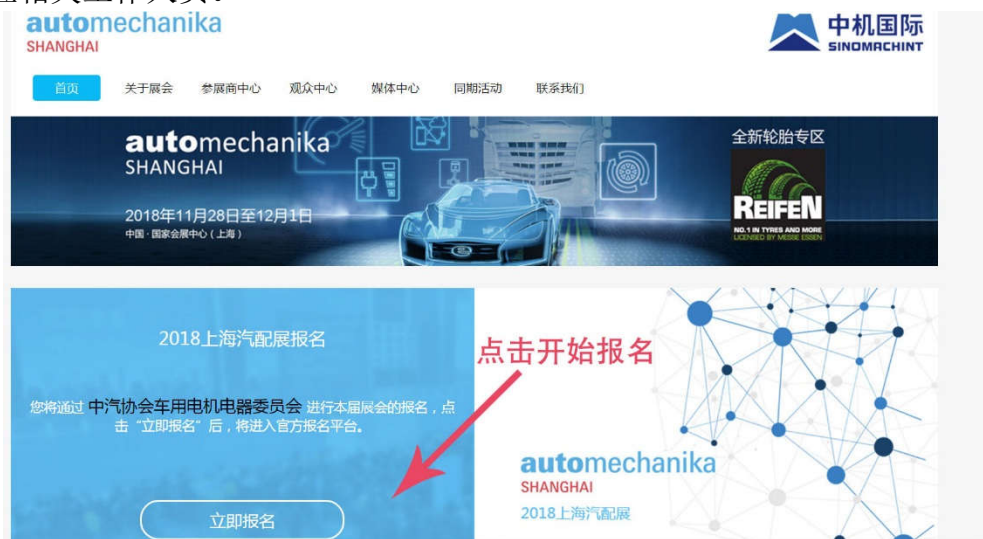 automechanika
SHANGHAI
中机国际
SINOMACHINT
首页 关于展会 参展商中心 观众中心 媒体中心 同期活动 联系我们
automechanika
SHANGHAI
2018年11月28日至12月1日
中国·国家会展中心(上海)
全新轮胎专区
REIFEN
NO.1 IN TYRES AND MORE
LICENSED BY MESSE ESSEN
2018上海汽配展报名
您将通过 中汽协会车用电机电器委员会 进行本届展会的报名,点
击“立即报名”后,将进入官方报名平台。
立即报名
点击开始报名
automechanika
SHANGHAI
2018上海汽配展